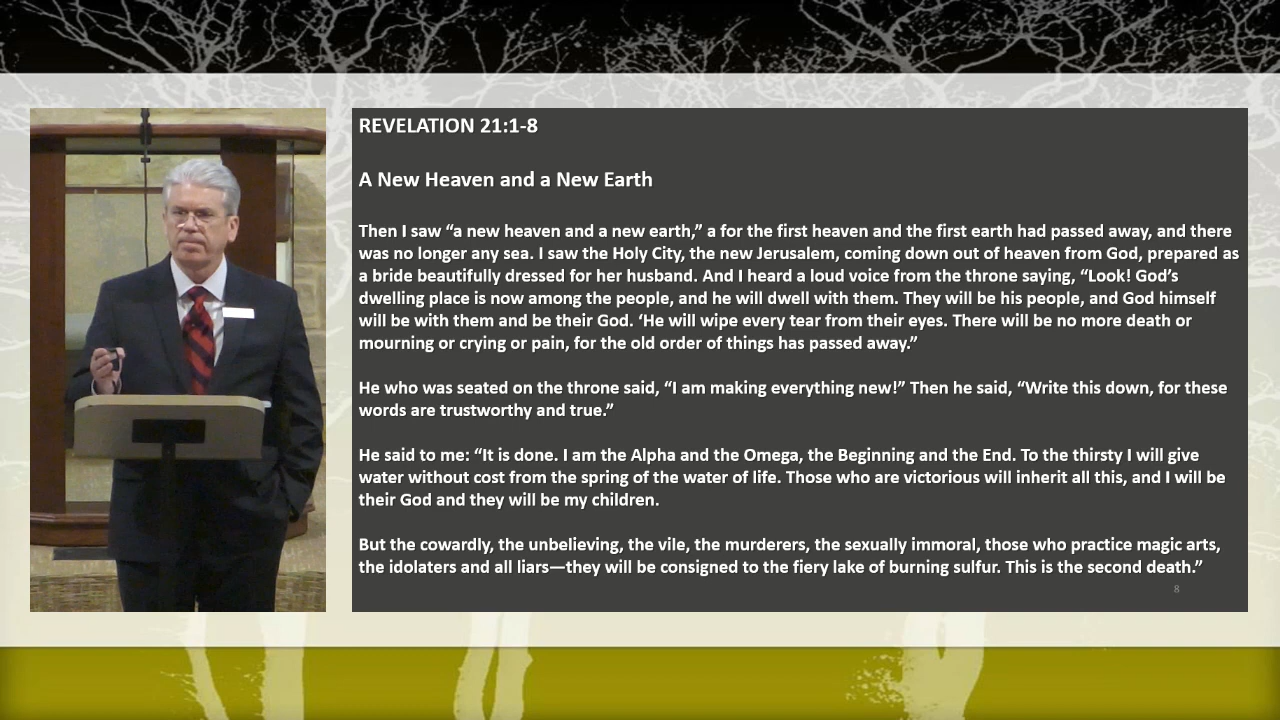 REVELATION 21:1-8
A New Heaven and a New Earth
Then I saw “a new heaven and a new earth,” a for the first heaven and the first earth had passed away, and there
was no longer any sea. I saw the Holy City, the new Jerusalem, coming down out of heaven from God, prepared as
a bride beautifully dressed for her husband. And I heard a loud voice from the throne saying, “Look! God’s
dwelling place is now among the people, and he will dwell with them. They will be his people, and God himself
will be with them and be their God. ‘He will wipe every tear from their eyes. There will be no more death or
mourning or crying or pain, for the old order of things has passed away.”
He who was seated on the throne said, “I am making everything new!” Then he said, “Write this down, for these
words are trustworthy and true.”
He said to me: “It is done. I am the Alpha and the Omega, the Beginning and the End. To the thirsty I will give
water without cost from the spring of the water of life. Those who are victorious will inherit all this, and I will be
their God and they will be my children.
But the cowardly, the unbelieving, the vile, the murderers, the sexually immoral, those who practice magic arts,
the idolaters and all liars—they will be consigned to the fiery lake of burning sulfur. This is the second death.”
8